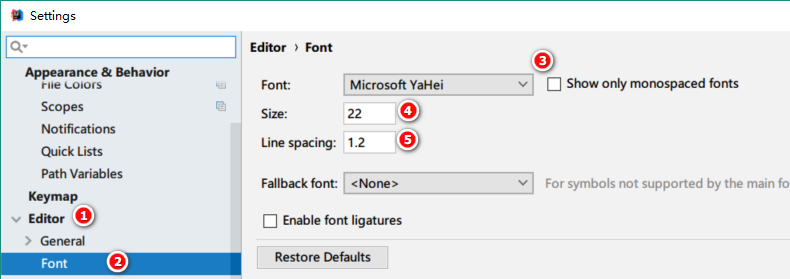 Settings
Appearance & Behavior
File Colors
Scopes
Notifications
Quick Lists
Path Variables
Keymap
Editor 1
General
Font 2
Editor › Font
3
Font: Microsoft YaHei Show only monospaced fonts
Size: 22 4
Line spacing: 1.2 5
Fallback font: <None> For symbols not supported by the main fo
Enable font ligatures
Restore Defaults